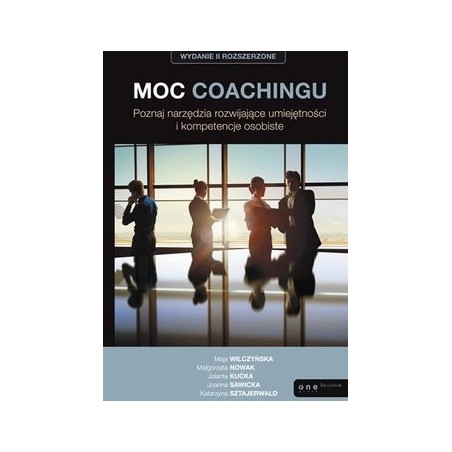 WYDANIE II ROZSZERZONE
MOC COACHINGU
Poznaj narzędzia rozwijające umiejętności
i kompetencje osobiste
Maja WILCZYŃSKA
Małgorzata NOWAK
Jolanta KUĆKA
Joanna SAWICKA
Katarzyna SZTAJERWALD
one
press